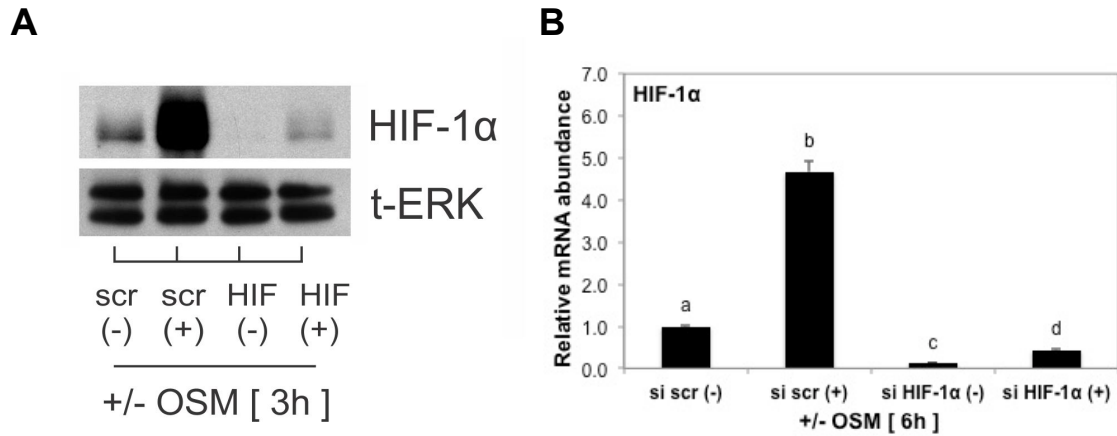 A
HIF-1α
t-ERK
scr scr HIF HIF
(-) (+) (-) (+)
+/- OSM [ 3h ]
B
Relative mRNA abundance
7.0
6.0
5.0
4.0
3.0
2.0
1.0
0.0
HIF-1α
a
b
c
d
si scr (-) si scr (+) si HIF-1α (-) si HIF-1α (+)
+/- OSM [ 6h ]